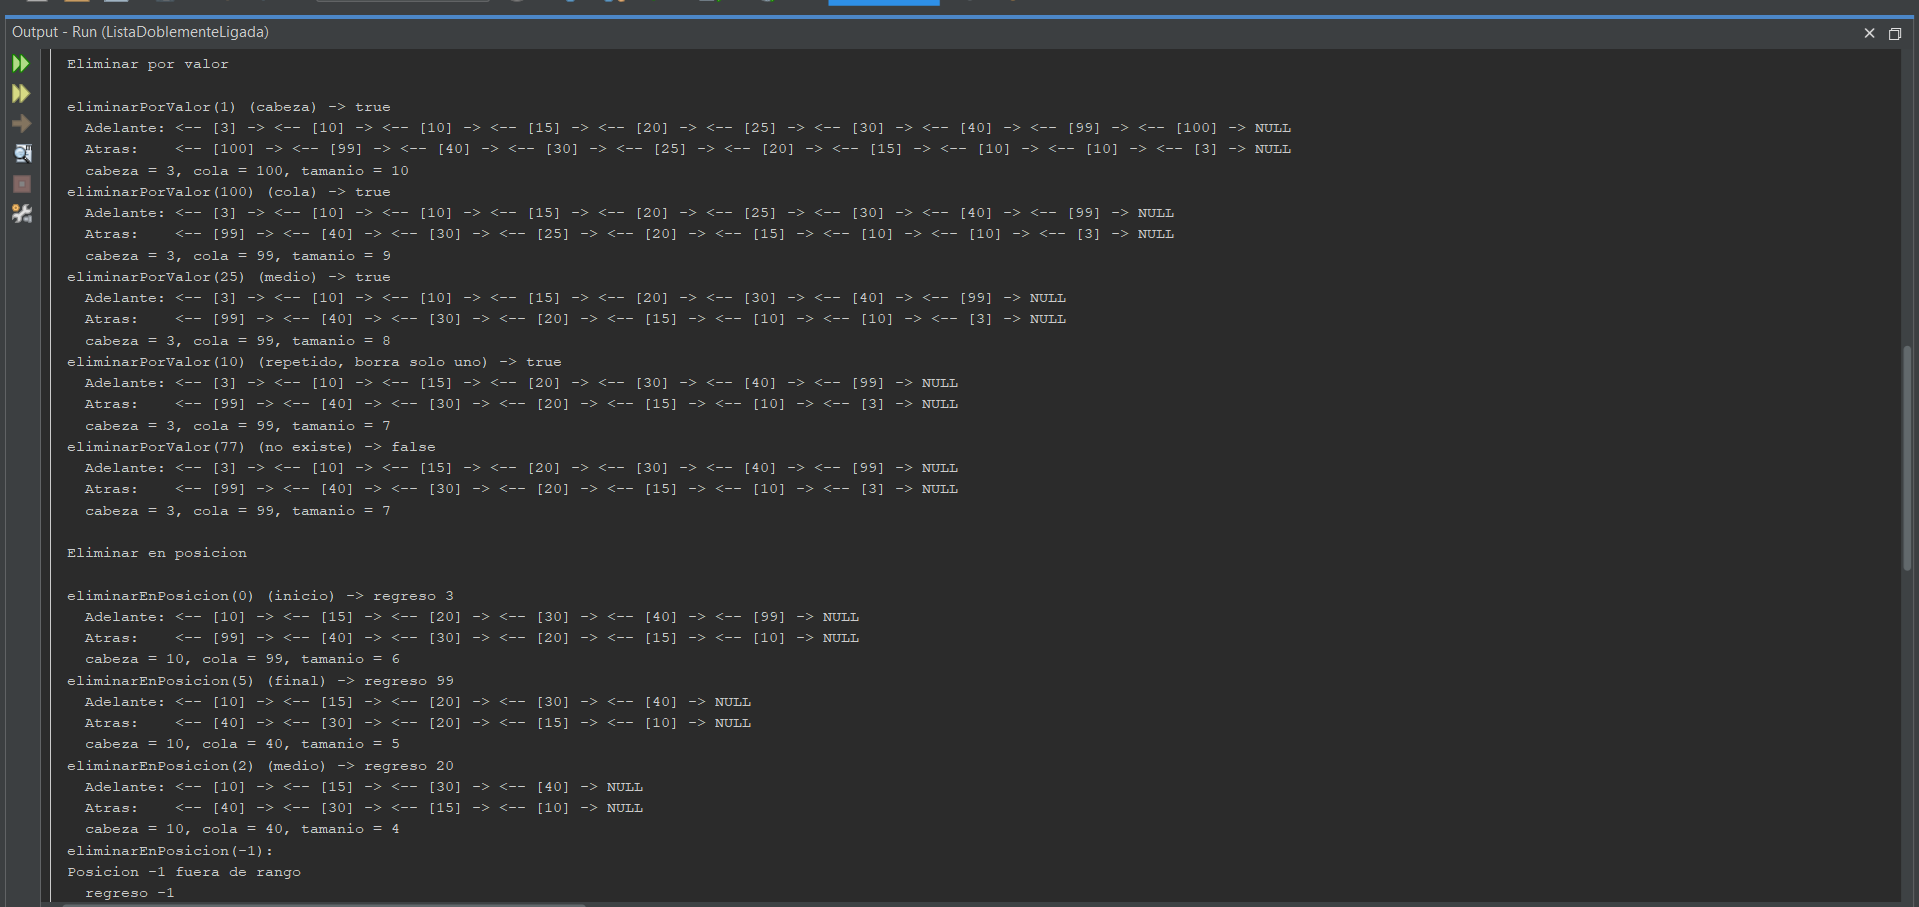 Output - Run (ListaDoblementeLigada)
Eliminar por valor
eliminarPorValor(1) (cabeza) -> true
  Adelante: <-- [3] -> <-- [10] -> <-- [10] -> <-- [15] -> <-- [20] -> <-- [25] -> <-- [30] -> <-- [40] -> <-- [99] -> <-- [100] -> NULL
  Atras:    <-- [100] -> <-- [99] -> <-- [40] -> <-- [30] -> <-- [25] -> <-- [20] -> <-- [15] -> <-- [10] -> <-- [10] -> <-- [3] -> NULL
  cabeza = 3, cola = 100, tamanio = 10
eliminarPorValor(100) (cola) -> true
  Adelante: <-- [3] -> <-- [10] -> <-- [10] -> <-- [15] -> <-- [20] -> <-- [25] -> <-- [30] -> <-- [40] -> <-- [99] -> NULL
  Atras:    <-- [99] -> <-- [40] -> <-- [30] -> <-- [25] -> <-- [20] -> <-- [15] -> <-- [10] -> <-- [10] -> <-- [3] -> NULL
  cabeza = 3, cola = 99, tamanio = 9
eliminarPorValor(25) (medio) -> true
  Adelante: <-- [3] -> <-- [10] -> <-- [10] -> <-- [15] -> <-- [20] -> <-- [30] -> <-- [40] -> <-- [99] -> NULL
  Atras:    <-- [99] -> <-- [40] -> <-- [30] -> <-- [20] -> <-- [15] -> <-- [10] -> <-- [10] -> <-- [3] -> NULL
  cabeza = 3, cola = 99, tamanio = 8
eliminarPorValor(10) (repetido, borra solo uno) -> true
  Adelante: <-- [3] -> <-- [10] -> <-- [15] -> <-- [20] -> <-- [30] -> <-- [40] -> <-- [99] -> NULL
  Atras:    <-- [99] -> <-- [40] -> <-- [30] -> <-- [20] -> <-- [15] -> <-- [10] -> <-- [3] -> NULL
  cabeza = 3, cola = 99, tamanio = 7
eliminarPorValor(77) (no existe) -> false
  Adelante: <-- [3] -> <-- [10] -> <-- [15] -> <-- [20] -> <-- [30] -> <-- [40] -> <-- [99] -> NULL
  Atras:    <-- [99] -> <-- [40] -> <-- [30] -> <-- [20] -> <-- [15] -> <-- [10] -> <-- [3] -> NULL
  cabeza = 3, cola = 99, tamanio = 7
Eliminar en posicion
eliminarEnPosicion(0) (inicio) -> regreso 3
  Adelante: <-- [10] -> <-- [15] -> <-- [20] -> <-- [30] -> <-- [40] -> <-- [99] -> NULL
  Atras:    <-- [99] -> <-- [40] -> <-- [30] -> <-- [20] -> <-- [15] -> <-- [10] -> NULL
  cabeza = 10, cola = 99, tamanio = 6
eliminarEnPosicion(5) (final) -> regreso 99
  Adelante: <-- [10] -> <-- [15] -> <-- [20] -> <-- [30] -> <-- [40] -> NULL
  Atras:    <-- [40] -> <-- [30] -> <-- [20] -> <-- [15] -> <-- [10] -> NULL
  cabeza = 10, cola = 40, tamanio = 5
eliminarEnPosicion(2) (medio) -> regreso 20
  Adelante: <-- [10] -> <-- [15] -> <-- [30] -> <-- [40] -> NULL
  Atras:    <-- [40] -> <-- [30] -> <-- [15] -> <-- [10] -> NULL
  cabeza = 10, cola = 40, tamanio = 4
eliminarEnPosicion(-1):
Posicion -1 fuera de rango
  regreso -1